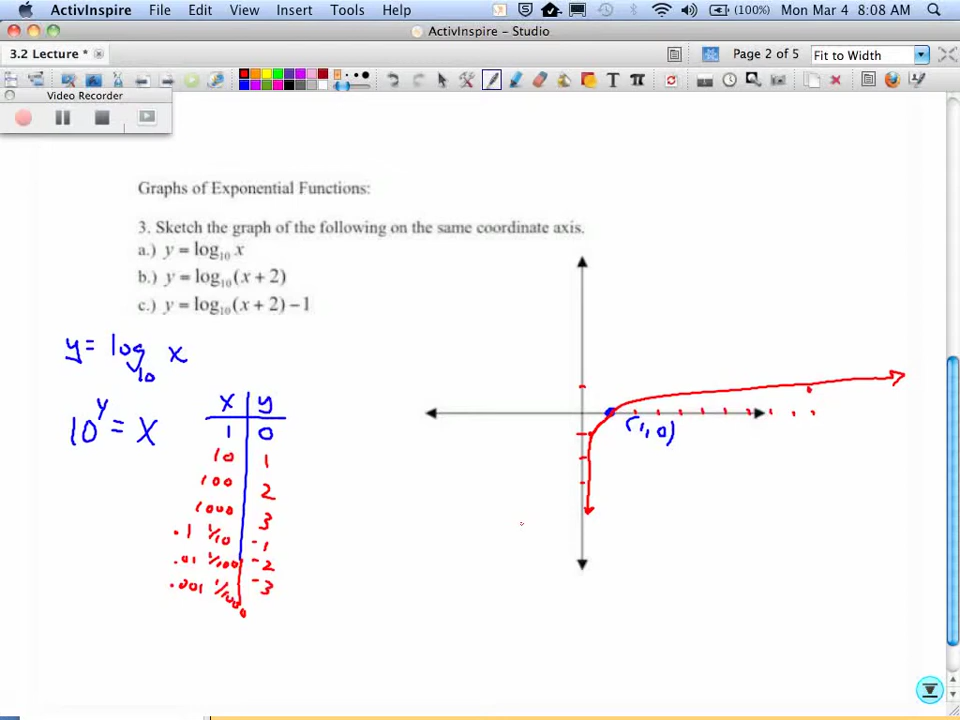 ActivInspire File Edit View Insert Tools Help (100%) Mon Mar 4 8:08 AM
ActivInspire - Studio
3.2 Lecture *
Page 2 of 5 Fit to Width
Video Recorder
Graphs of Exponential Functions:
3. Sketch the graph of the following on the same coordinate axis.
a.) y = log₁₀ x
b.) y = log₁₀(x + 2)
c.) y = log₁₀(x + 2) − 1
y = log₁₀ x
10^y = x
x y
1 0
10 1
100 2
1000 3
.1 1/10 -1
.01 1/100 -2
.001 1/1000 -3
(1,0)